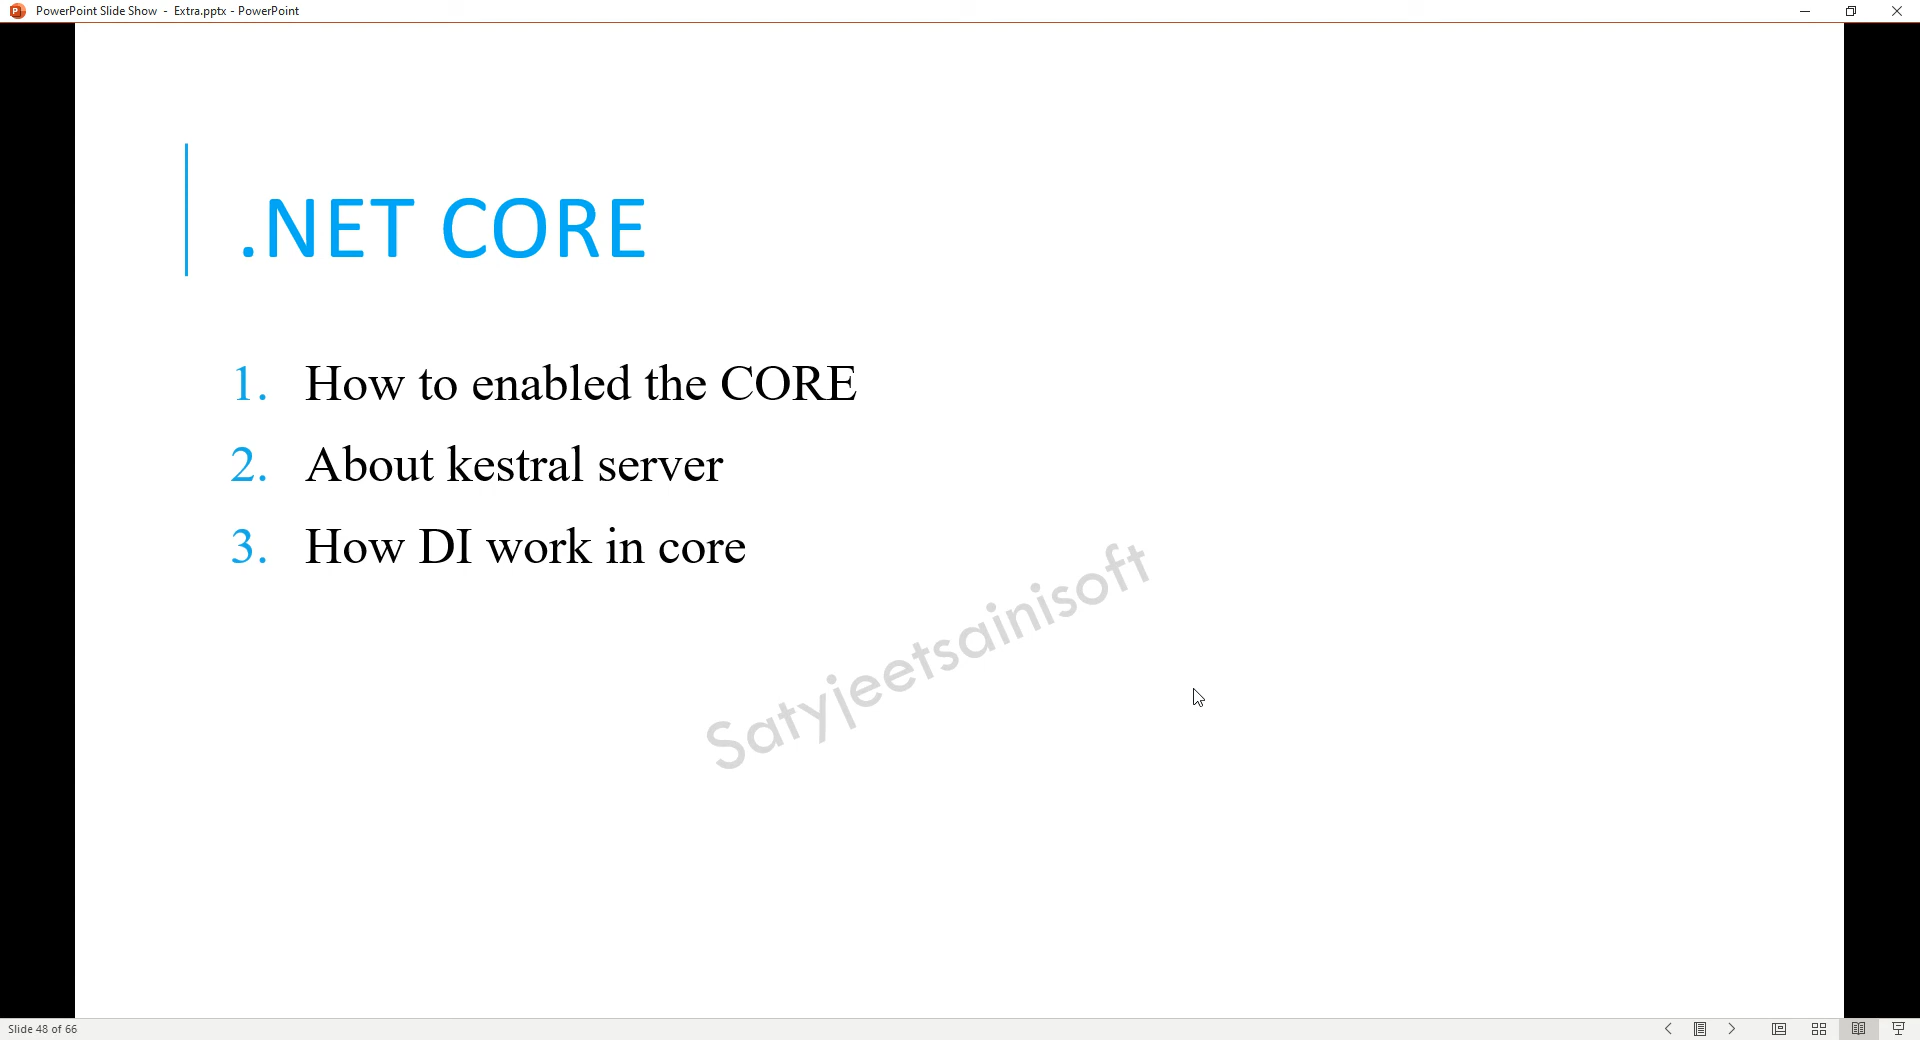 PowerPoint Slide Show - Extra.pptx - PowerPoint
.NET CORE
1. How to enabled the CORE
2. About kestral server
3. How DI work in core
Satyjeetsainisoft
Slide 48 of 66